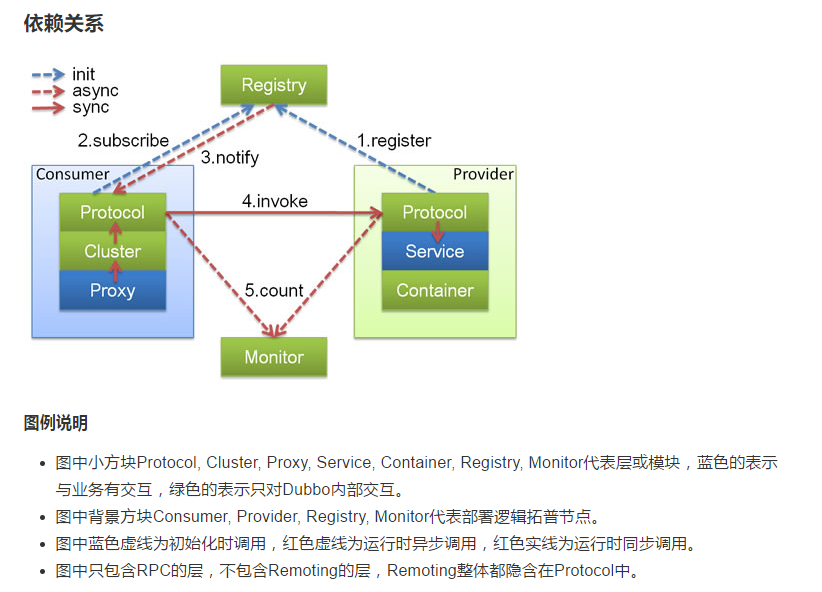 依赖关系
init
async
sync
Registry
2.subscribe
1.register
3.notify
Consumer
Provider
Protocol
4.invoke
Protocol
Cluster
Service
Proxy
5.count
Container
Monitor
图例说明
图中小方块Protocol, Cluster, Proxy, Service, Container, Registry, Monitor代表层或模块，蓝色的表示
与业务有交互，绿色的表示只对Dubbo内部交互。
图中背景方块Consumer, Provider, Registry, Monitor代表部署逻辑拓普节点。
图中蓝色虚线为初始化时调用，红色虚线为运行时异步调用，红色实线为运行时同步调用。
图中只包含RPC的层，不包含Remoting的层，Remoting整体都隐含在Protocol中。